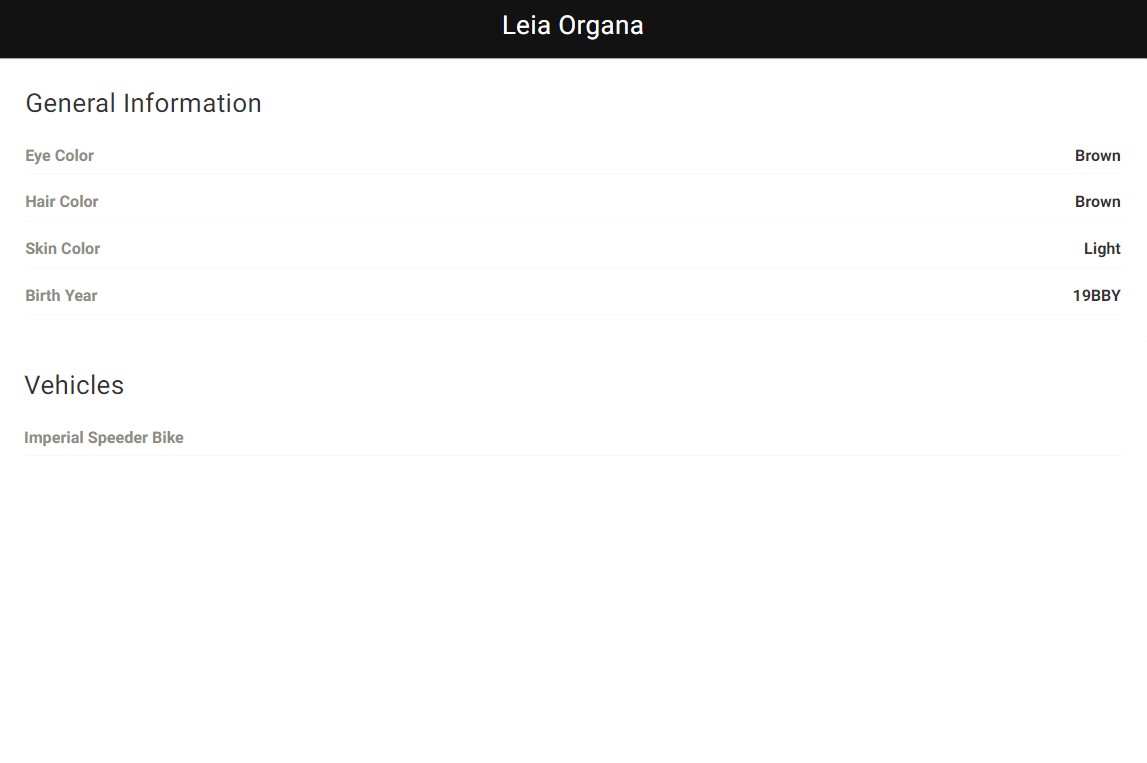 Leia Organa
General Information
Eye Color Brown
Hair Color Brown
Skin Color Light
Birth Year 19BBY
Vehicles
Imperial Speeder Bike